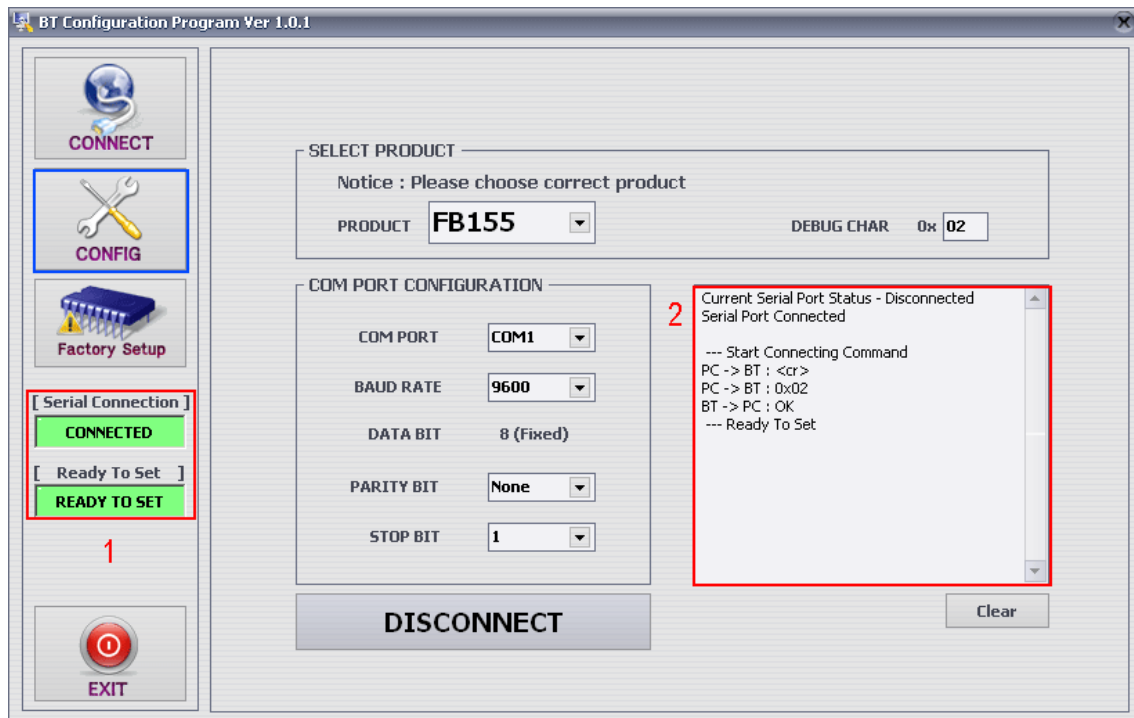 BT Configuration Program Ver 1.0.1
CONNECT
CONFIG
Factory Setup
[ Serial Connection ]
CONNECTED
[ Ready To Set ]
READY TO SET
1
EXIT
SELECT PRODUCT
Notice : Please choose correct product
PRODUCT FB155 DEBUG CHAR 0x 02
COM PORT CONFIGURATION
COM PORT COM1
BAUD RATE 9600
DATA BIT 8 (Fixed)
PARITY BIT None
STOP BIT 1
DISCONNECT
2
Current Serial Port Status - Disconnected
Serial Port Connected
--- Start Connecting Command
PC -> BT : <cr>
PC -> BT : 0x02
BT -> PC : OK
--- Ready To Set
Clear